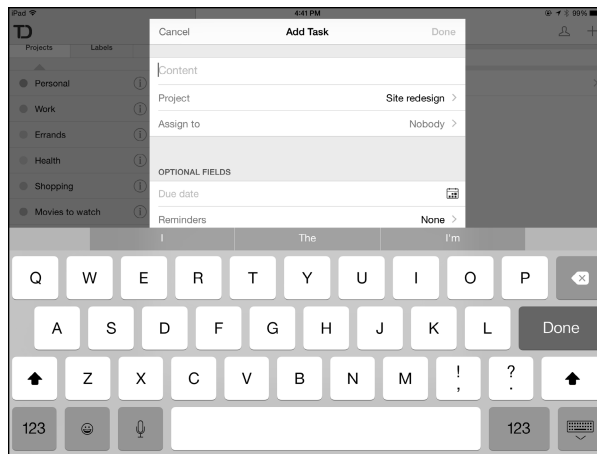 iPad 4:41 PM 99%
TD
Cancel Add Task Done
Projects Labels
Content
Personal
Project Site redesign >
Work
Assign to Nobody >
Errands
Health
OPTIONAL FIELDS
Shopping
Due date
Movies to watch
Reminders None >
I The I'm
Q W E R T Y U I O P
A S D F G H J K L Done
Z X C V B N M ! , ? .
123 123